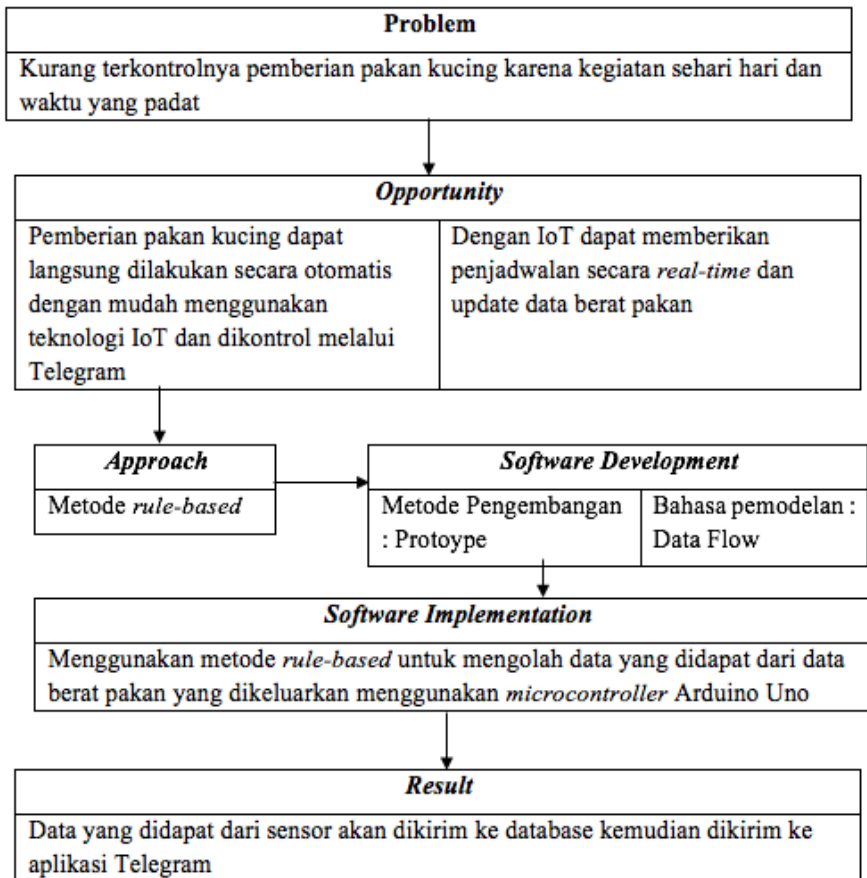 Problem
Kurang terkontrolnya pemberian pakan kucing karena kegiatan sehari hari dan
waktu yang padat
Opportunity
Pemberian pakan kucing dapat
langsung dilakukan secara otomatis
dengan mudah menggunakan
teknologi IoT dan dikontrol melalui
Telegram
Dengan IoT dapat memberikan
penjadwalan secara real-time dan
update data berat pakan
Approach
Metode rule-based
Software Development
Metode Pengembangan
: Protoype
Bahasa pemodelan :
Data Flow
Software Implementation
Menggunakan metode rule-based untuk mengolah data yang didapat dari data
berat pakan yang dikeluarkan menggunakan microcontroller Arduino Uno
Result
Data yang didapat dari sensor akan dikirim ke database kemudian dikirim ke
aplikasi Telegram